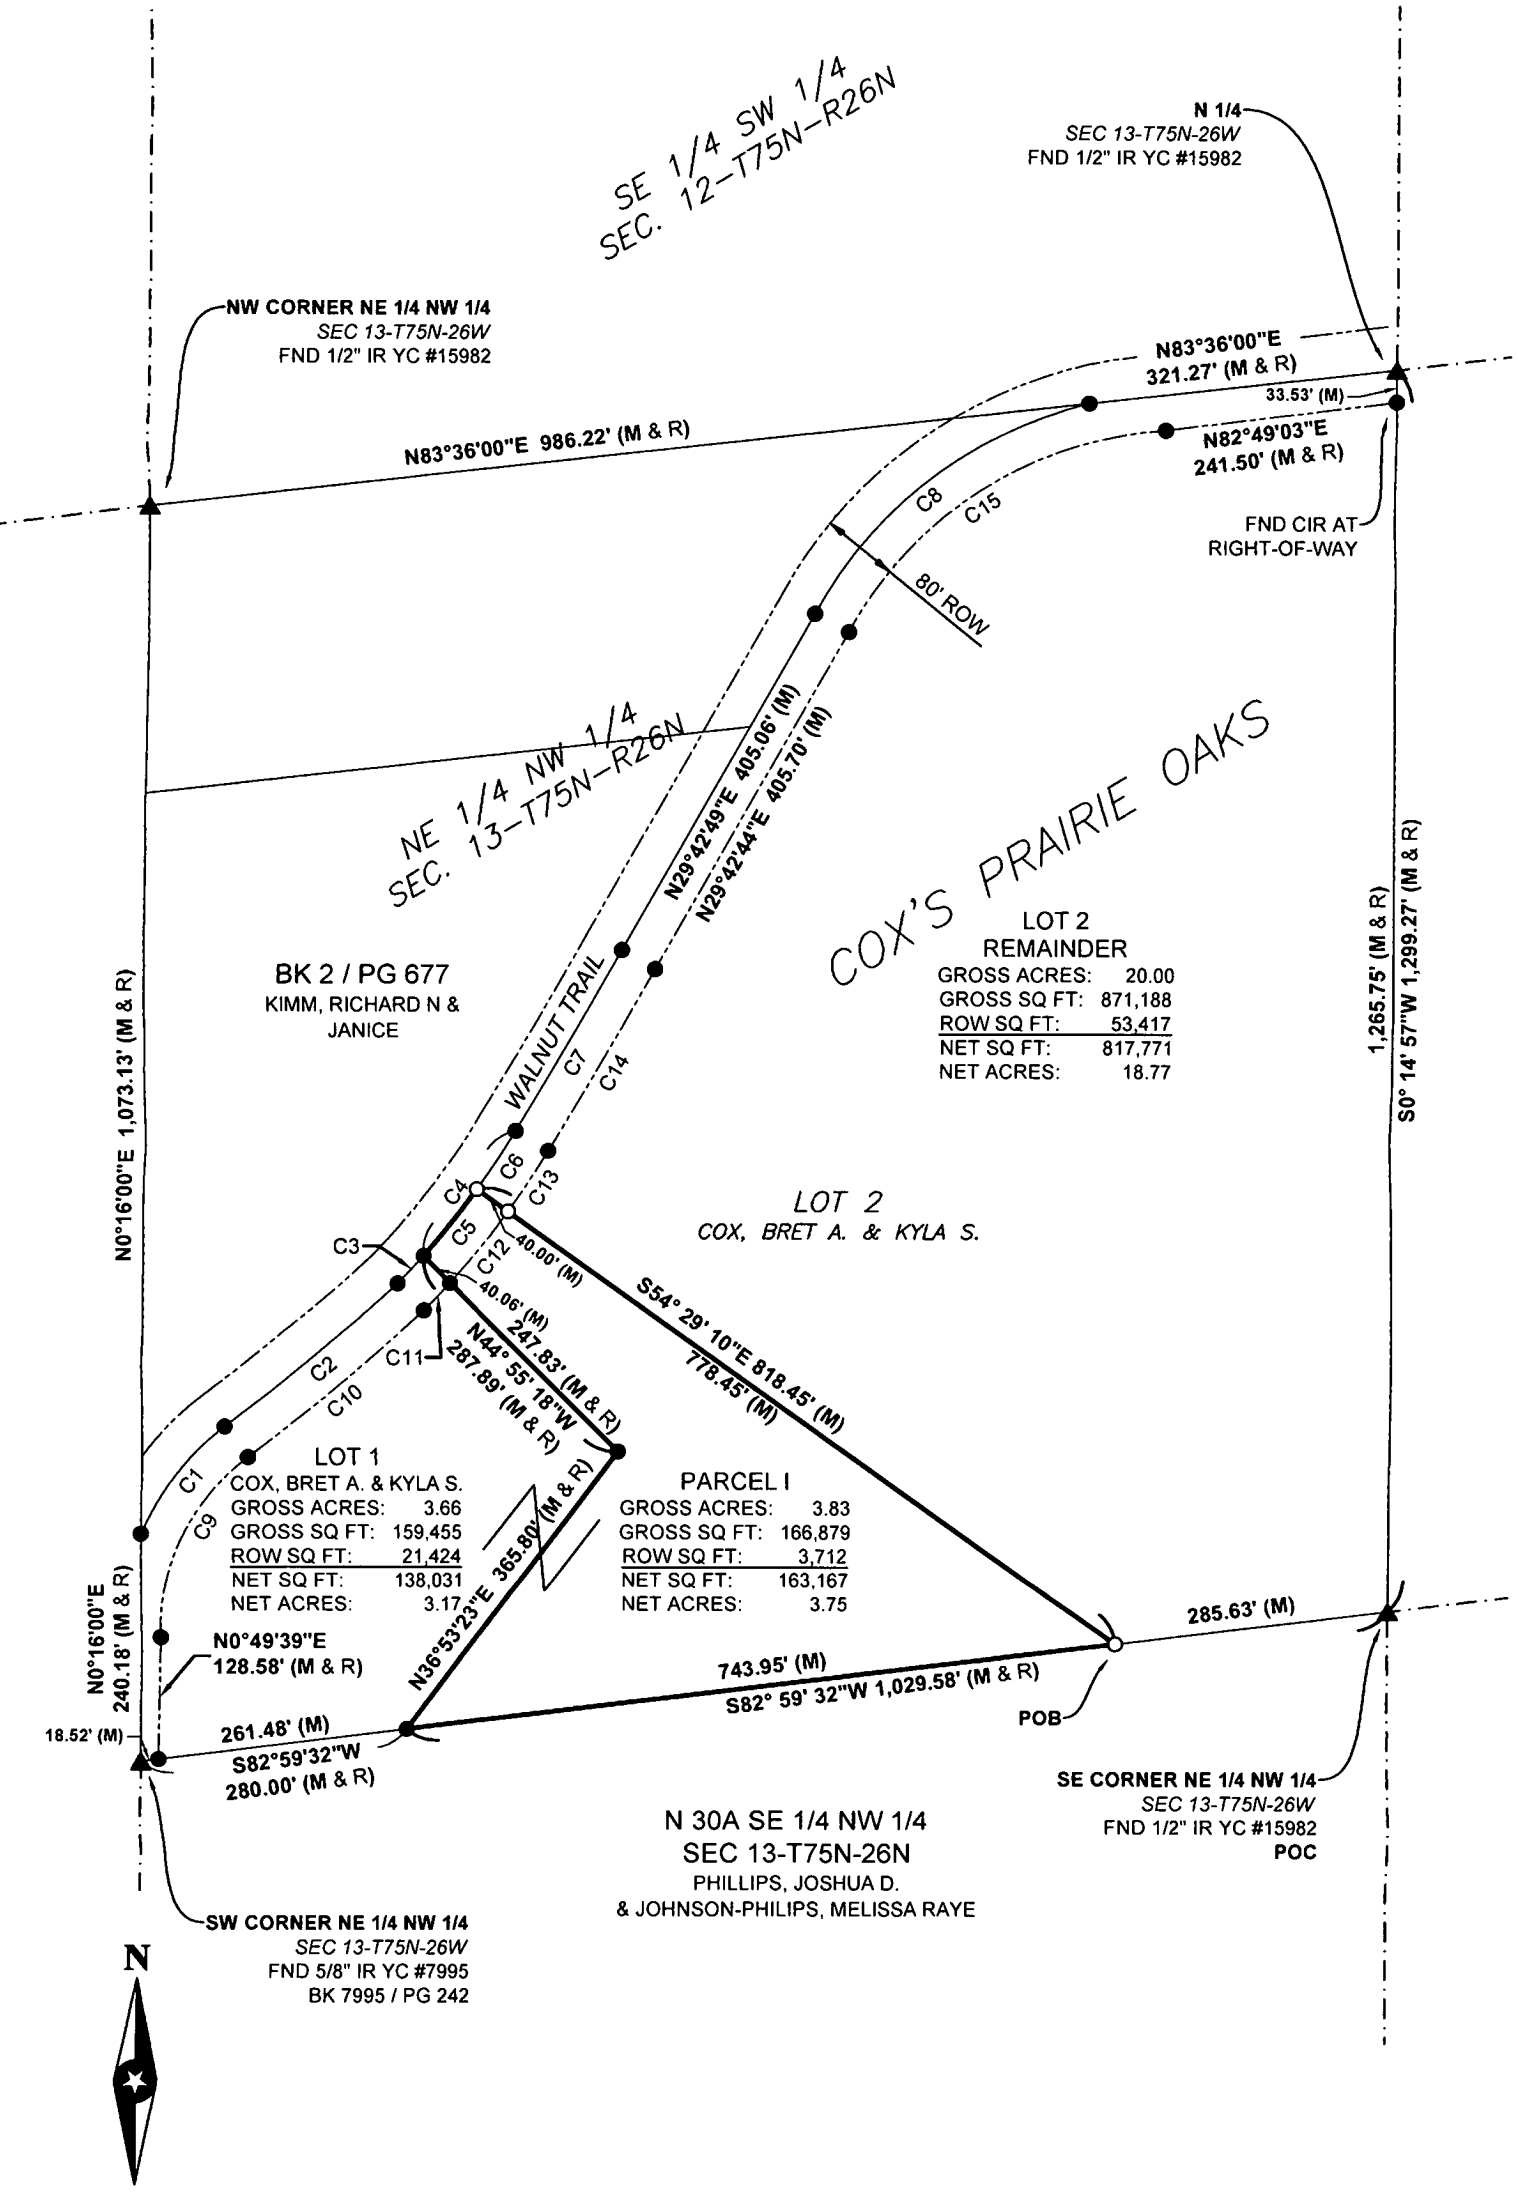 SE 1/4 SW 1/4
SEC. 12-T75N-R26N
N 1/4
SEC 13-T75N-26W
FND 1/2" IR YC #15982
NW CORNER NE 1/4 NW 1/4
SEC 13-T75N-26W
FND 1/2" IR YC #15982
N83°36'00"E
321.27' (M & R)
33.53' (M)
N83°36'00"E 986.22' (M & R)
N82°49'03"E
241.50' (M & R)
C8
C15
FND CIR AT
RIGHT-OF-WAY
80' ROW
NE 1/4 NW 1/4
SEC. 13-T75N-R26N
N29°42'49"E 405.06' (M)
N29°42'44"E 405.70' (M)
COX'S PRAIRIE OAKS
LOT 2
REMAINDER
GROSS ACRES: 20.00
GROSS SQ FT: 871,188
ROW SQ FT: 53,417
NET SQ FT: 817,771
NET ACRES: 18.77
1,265.75' (M & R)
S0° 14' 57"W 1,299.27' (M & R)
BK 2 / PG 677
KIMM, RICHARD N &
JANICE
N0°16'00"E 1,073.13' (M & R)
WALNUT TRAIL
C7
C14
C6
C13
C4
C5
C12
C3
40.00' (M)
40.06' (M)
LOT 2
COX, BRET A. & KYLA S.
S54° 29' 10"E 818.45' (M)
778.45' (M)
247.83' (M & R)
N44° 55' 18"W
287.89' (M & R)
C11
C2
C10
C1
C9
LOT 1
COX, BRET A. & KYLA S.
GROSS ACRES: 3.66
GROSS SQ FT: 159,455
ROW SQ FT: 21,424
NET SQ FT: 138,031
NET ACRES: 3.17
PARCEL I
GROSS ACRES: 3.83
GROSS SQ FT: 166,879
ROW SQ FT: 3,712
NET SQ FT: 163,167
NET ACRES: 3.75
N36°53'23"E 365.80' (M & R)
N0°16'00"E
240.18' (M & R)
N0°49'39"E
128.58' (M & R)
18.52' (M)
261.48' (M)
S82°59'32"W
280.00' (M & R)
743.95' (M)
S82° 59' 32"W 1,029.58' (M & R)
285.63' (M)
POB
SE CORNER NE 1/4 NW 1/4
SEC 13-T75N-26W
FND 1/2" IR YC #15982
POC
N 30A SE 1/4 NW 1/4
SEC 13-T75N-26N
PHILLIPS, JOSHUA D.
& JOHNSON-PHILIPS, MELISSA RAYE
SW CORNER NE 1/4 NW 1/4
SEC 13-T75N-26W
FND 5/8" IR YC #7995
BK 7995 / PG 242
N